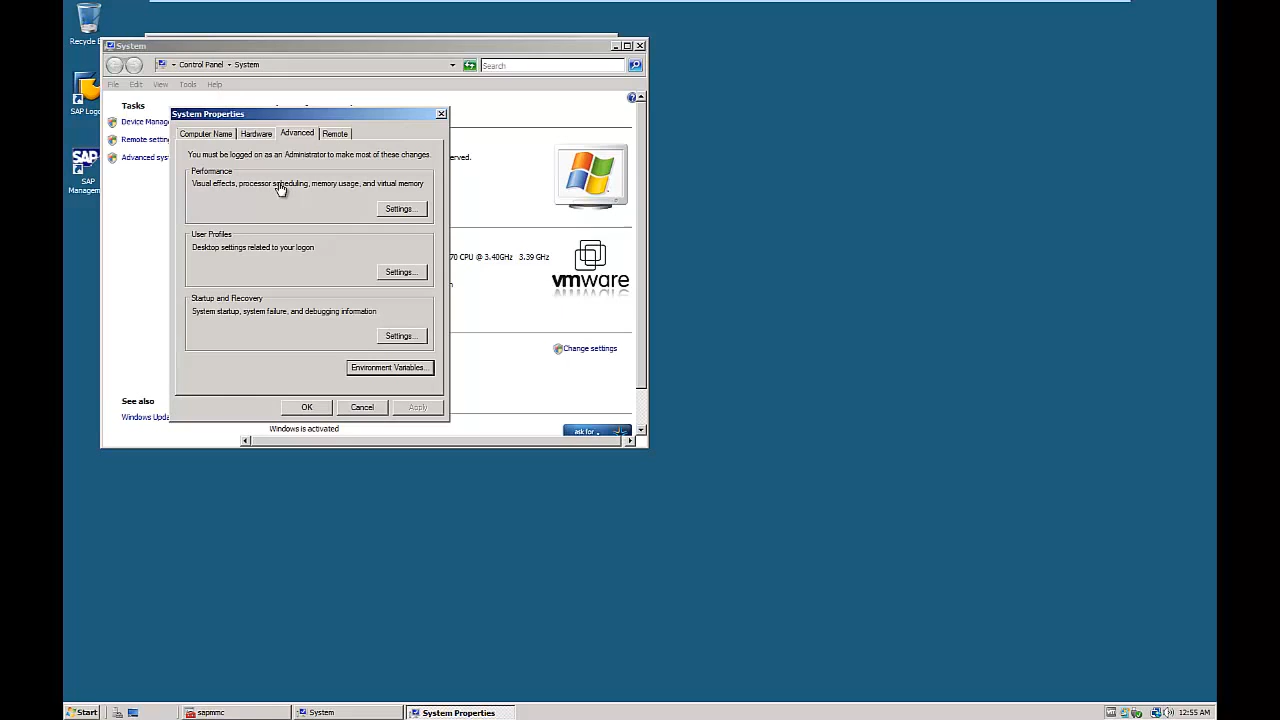 Recycle
System
Control Panel
System
Search
File Edit View Tools Help
SAP
SAP
Managem
Tasks
Device Manag
Remote settin
Advanced sys
System Properties
Computer Name Hardware Advanced Remote
You must be logged on as an Administrator to make most of these changes.
Performance
Visual effects, processor scheduling, memory usage, and virtual memory
Settings...
User Profiles
Desktop settings related to your logon
Settings...
Startup and Recovery
System startup, system failure, and debugging information
Settings...
Environment Variables...
OK Cancel Apply
erved.
70 CPU @ 3.40GHz 3.39 GHz
vmware
Change settings
See also
Windows Upda
Windows is activated
ask for
Start
sapmmc
System
System Properties
12:55 AM